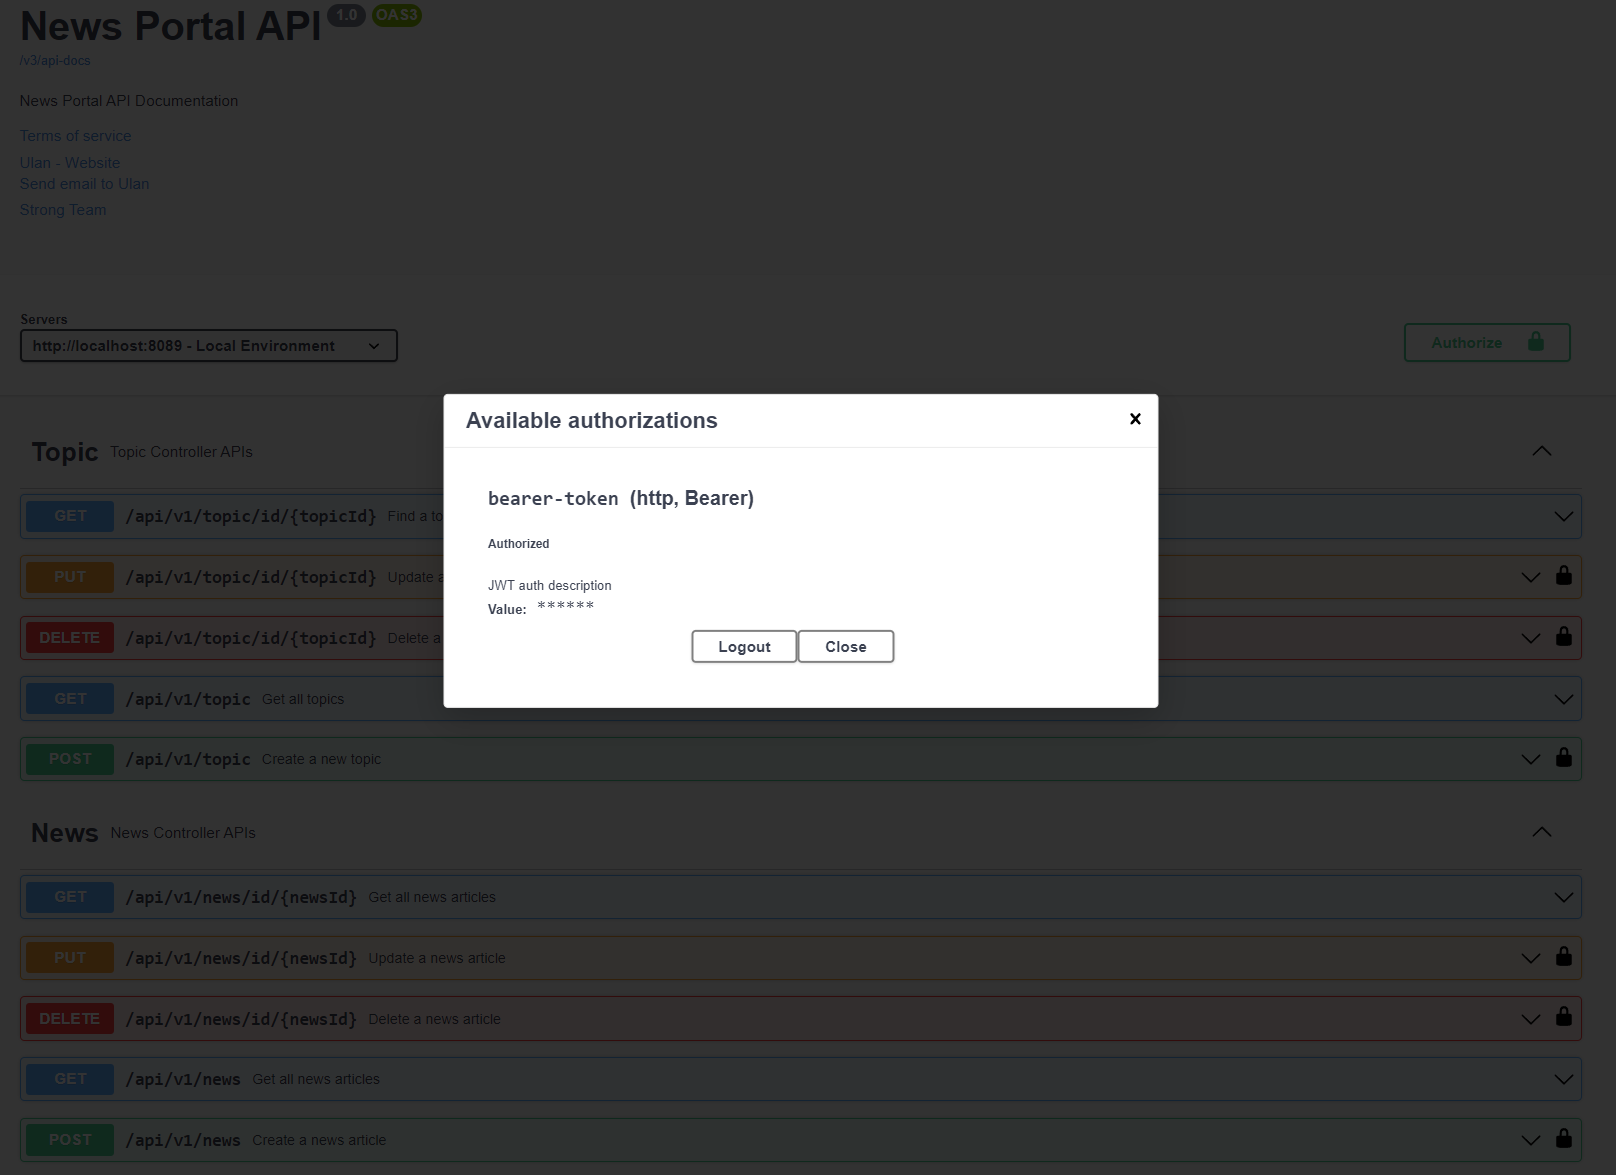 News Portal API 1.0 OAS3
/v3/api-docs
News Portal API Documentation
Terms of service
Ulan - Website
Send email to Ulan
Strong Team
Servers
http://localhost:8089 - Local Environment
Authorize
Available authorizations
bearer-token (http, Bearer)
Authorized
JWT auth description
Value: ******
Logout Close
Topic Topic Controller APIs
GET /api/v1/topic/id/{topicId} Find a to
PUT /api/v1/topic/id/{topicId} Update a
DELETE /api/v1/topic/id/{topicId} Delete a
GET /api/v1/topic Get all topics
POST /api/v1/topic Create a new topic
News News Controller APIs
GET /api/v1/news/id/{newsId} Get all news articles
PUT /api/v1/news/id/{newsId} Update a news article
DELETE /api/v1/news/id/{newsId} Delete a news article
GET /api/v1/news Get all news articles
POST /api/v1/news Create a news article